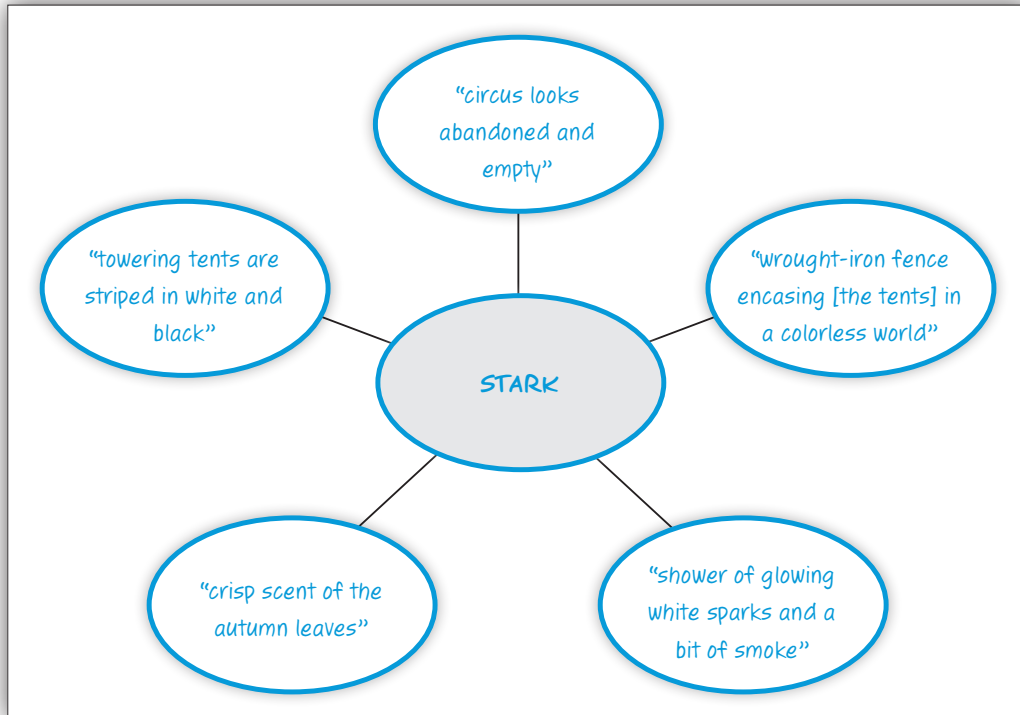 “circus looks
abandoned and
empty”
“towering tents are
striped in white and
black”
“wrought-iron fence
encasing [the tents] in
a colorless world”
STARK
“crisp scent of the
autumn leaves”
“shower of glowing
white sparks and a
bit of smoke”